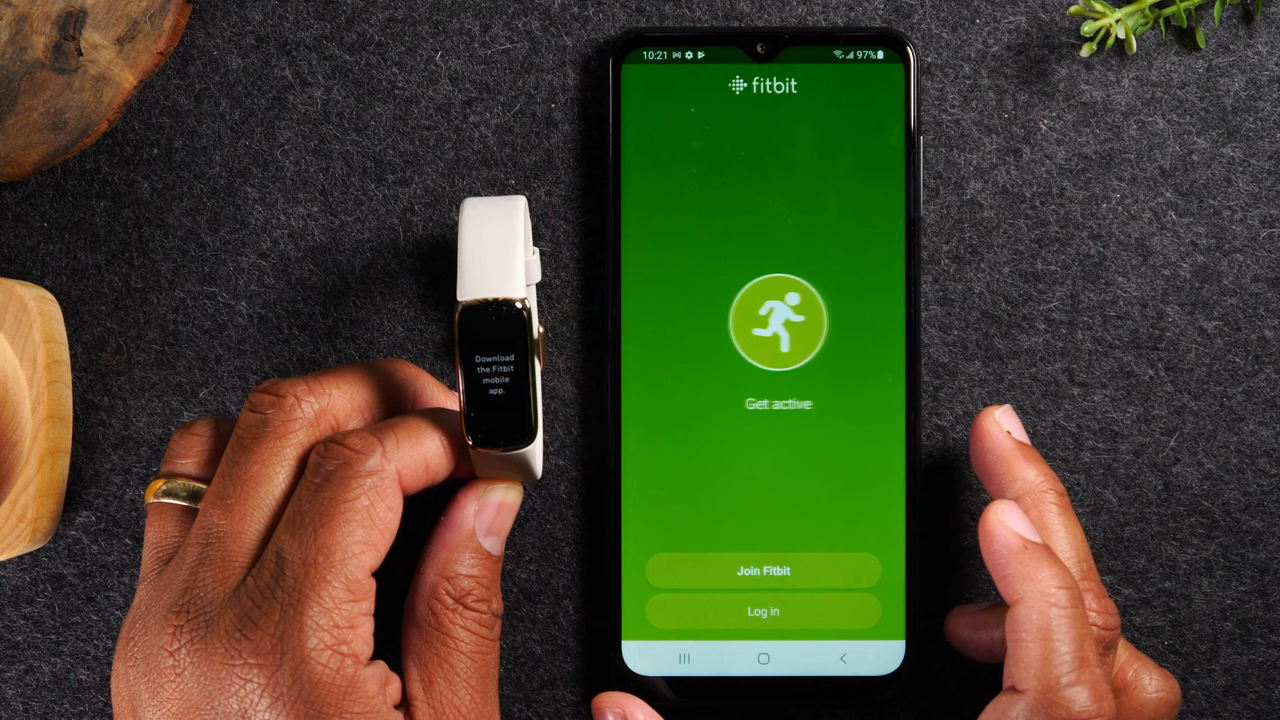 Download
the Fitbit
mobile
app.
10:21
97%
fitbit
Get active
Join Fitbit
Log in